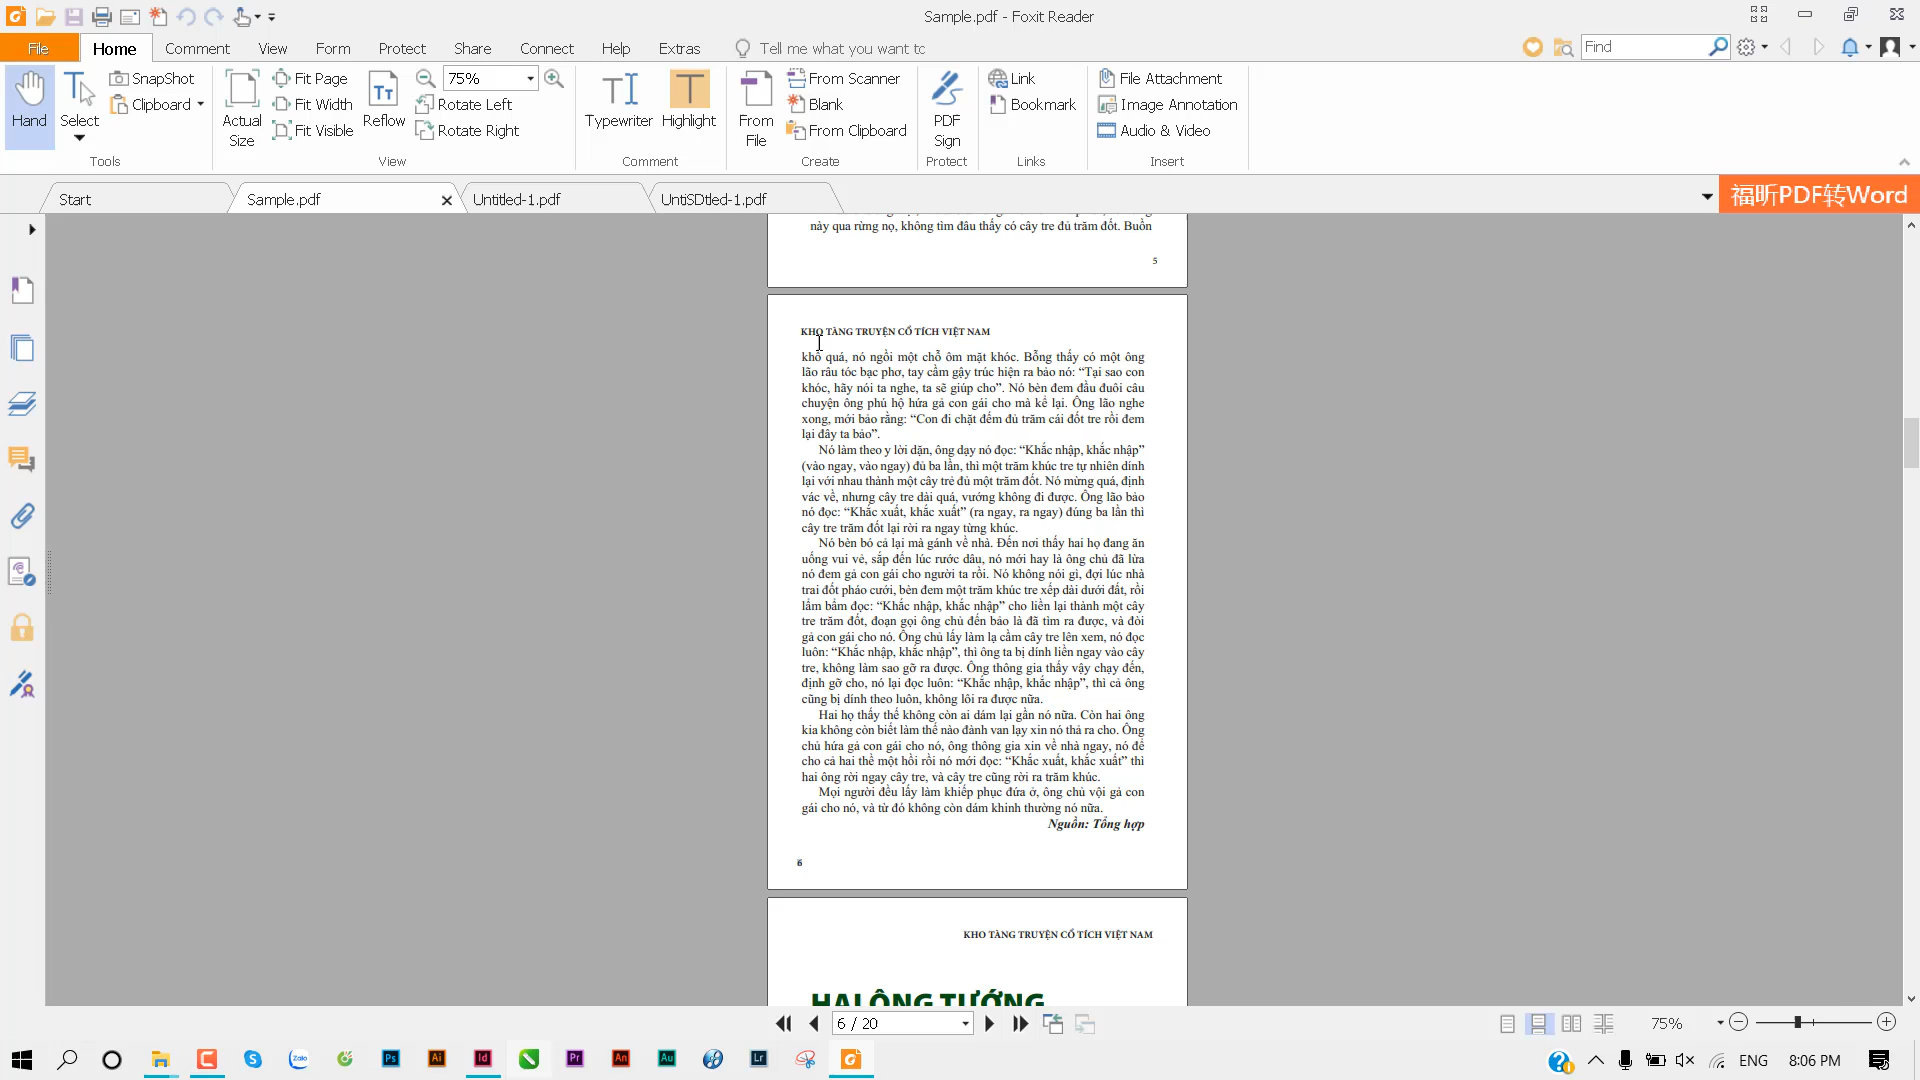 Sample.pdf - Foxit Reader
File
Home
Comment
View
Form
Protect
Share
Connect
Help
Extras
Tell me what you want to
Find
Hand
Select
SnapShot
Clipboard
Tools
Actual Size
Fit Page
Fit Width
Fit Visible
Reflow
75%
Rotate Left
Rotate Right
View
Typewriter
Highlight
Comment
From File
From Scanner
Blank
From Clipboard
Create
PDF Sign
Protect
Link
Bookmark
Links
File Attachment
Image Annotation
Audio & Video
Insert
Start
Sample.pdf
Untitled-1.pdf
UntiSDtled-1.pdf
福昕PDF转Word
này qua rừng nọ, không tìm đâu thấy có cây tre đủ trăm đốt. Buồn
5
KHO TÀNG TRUYỆN CỔ TÍCH VIỆT NAM
khổ quá, nó ngồi một chỗ ôm mặt khóc. Bỗng thấy có một ông
lão râu tóc bạc phơ, tay cầm gậy trúc hiện ra bảo nó: “Tại sao con
khóc, hãy nói ta nghe, ta sẽ giúp cho”. Nó bèn đem đầu đuôi câu
chuyện ông phú hộ hứa gả con gái cho mà kể lại. Ông lão nghe
xong, mới bảo rằng: “Con đi chặt đếm đủ trăm cái đốt tre rồi đem
lại đây ta bảo”.
Nó làm theo y lời dặn, ông dạy nó đọc: “Khắc nhập, khắc nhập”
(vào ngay, vào ngay) đủ ba lần, thì một trăm khúc tre tự nhiên dính
lại với nhau thành một cây trẻ đủ một trăm đốt. Nó mừng quá, định
vác về, nhưng cây tre dài quá, vướng không đi được. Ông lão bảo
nó đọc: “Khắc xuất, khắc xuất” (ra ngay, ra ngay) đúng ba lần thì
cây tre trăm đốt lại rời ra ngay từng khúc.
Nó bèn bó cả lại mà gánh về nhà. Đến nơi thấy hai họ đang ăn
uống vui vẻ, sắp đến lúc rước dâu, nó mới hay là ông chủ đã lừa
nó đem gả con gái cho người ta rồi. Nó không nói gì, đợi lúc nhà
trai đốt pháo cưới, bèn đem một trăm khúc tre xếp dài dưới đất, rồi
lẩm bẩm đọc: “Khắc nhập, khắc nhập” cho liền lại thành một cây
tre trăm đốt, đoạn gọi ông chủ đến bảo là đã tìm ra được, và đòi
gả con gái cho nó. Ông chủ lấy làm lạ cầm cây tre lên xem, nó đọc
luôn: “Khắc nhập, khắc nhập”, thì ông ta bị dính liền ngay vào cây
tre, không làm sao gỡ ra được. Ông thông gia thấy vậy chạy đến,
định gỡ cho, nó lại đọc luôn: “Khắc nhập, khắc nhập”, thì cả ông
cũng bị dính theo luôn, không lôi ra được nữa.
Hai họ thấy thế không còn ai dám lại gần nó nữa. Còn hai ông
kia không còn biết làm thế nào đành van lạy xin nó thả ra cho. Ông
chủ hứa gả con gái cho nó, ông thông gia xin về nhà ngay, nó để
cho cả hai thề một hồi rồi nó mới đọc: “Khắc xuất, khắc xuất” thì
hai ông rời ngay cây tre, và cây tre cũng rời ra trăm khúc.
Mọi người đều lấy làm khiếp phục đứa ở, ông chủ vội gả con
gái cho nó, và từ đó không còn dám khinh thường nó nữa.
Nguồn: Tổng hợp
6
KHO TÀNG TRUYỆN CỔ TÍCH VIỆT NAM
HAI ÔNG TƯỚNG
6 / 20
75%
Zalo
Ps
Ai
Id
Pr
An
Au
Lr
ENG
8:06 PM